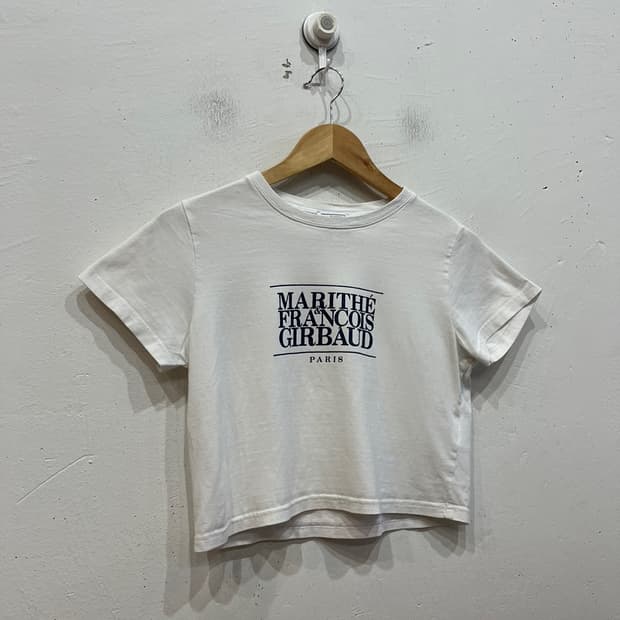 MARITHÉ
&
FRANÇOIS
GIRBAUD
PARIS